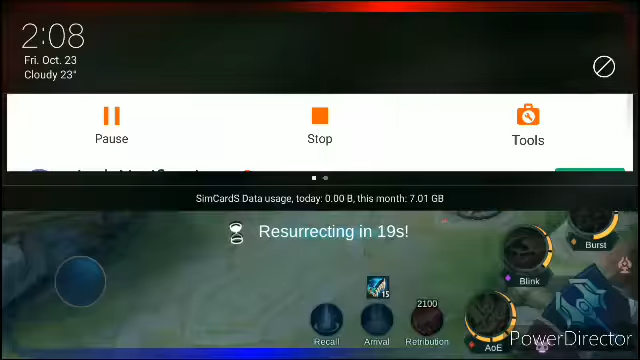 2:08
Fri. Oct. 23
Cloudy 23°
Pause
Stop
Tools
SimCardS Data usage, today: 0.00 B, this month: 7.01 GB
Resurrecting in 19s!
Burst
Blink
15
2100
Recall
Arrival
Retribution
AoE
PowerDirector